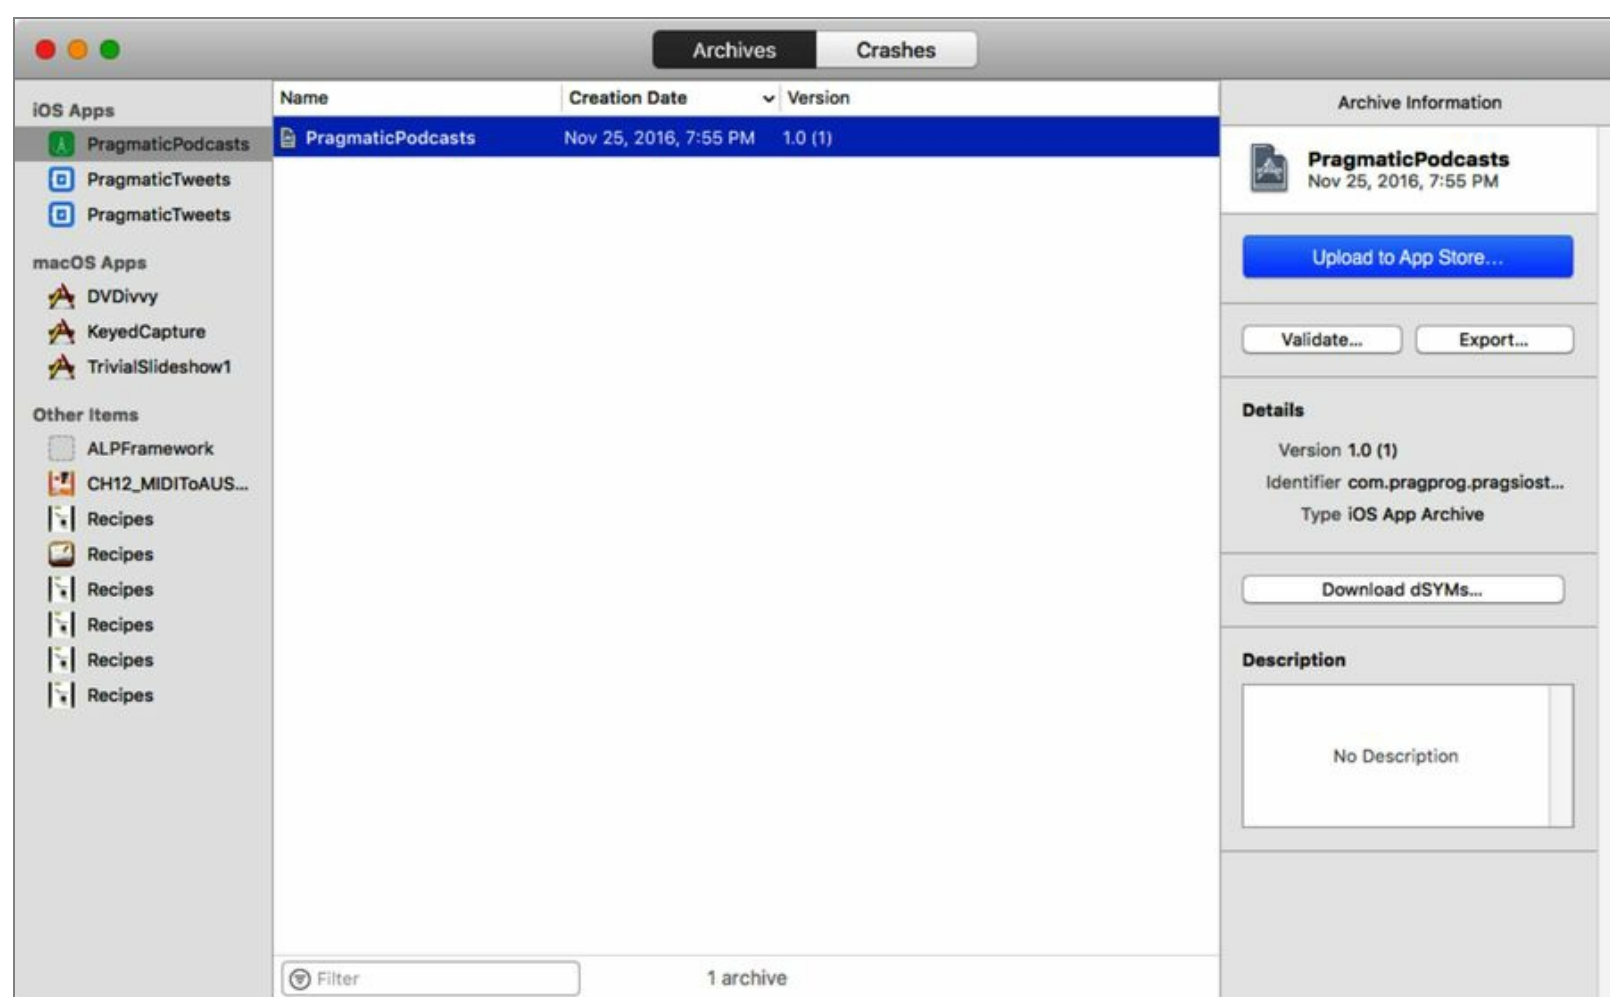 Archives Crashes
iOS Apps
PragmaticPodcasts
PragmaticTweets
PragmaticTweets
macOS Apps
DVDivvy
KeyedCapture
TrivialSlideshow1
Other Items
ALPFramework
CH12_MIDIToAUS...
Recipes
Recipes
Recipes
Recipes
Recipes
Recipes
Name Creation Date Version
PragmaticPodcasts Nov 25, 2016, 7:55 PM 1.0 (1)
Filter 1 archive
Archive Information
PragmaticPodcasts
Nov 25, 2016, 7:55 PM
Upload to App Store...
Validate... Export...
Details
Version 1.0 (1)
Identifier com.pragprog.pragsiost...
Type iOS App Archive
Download dSYMs...
Description
No Description